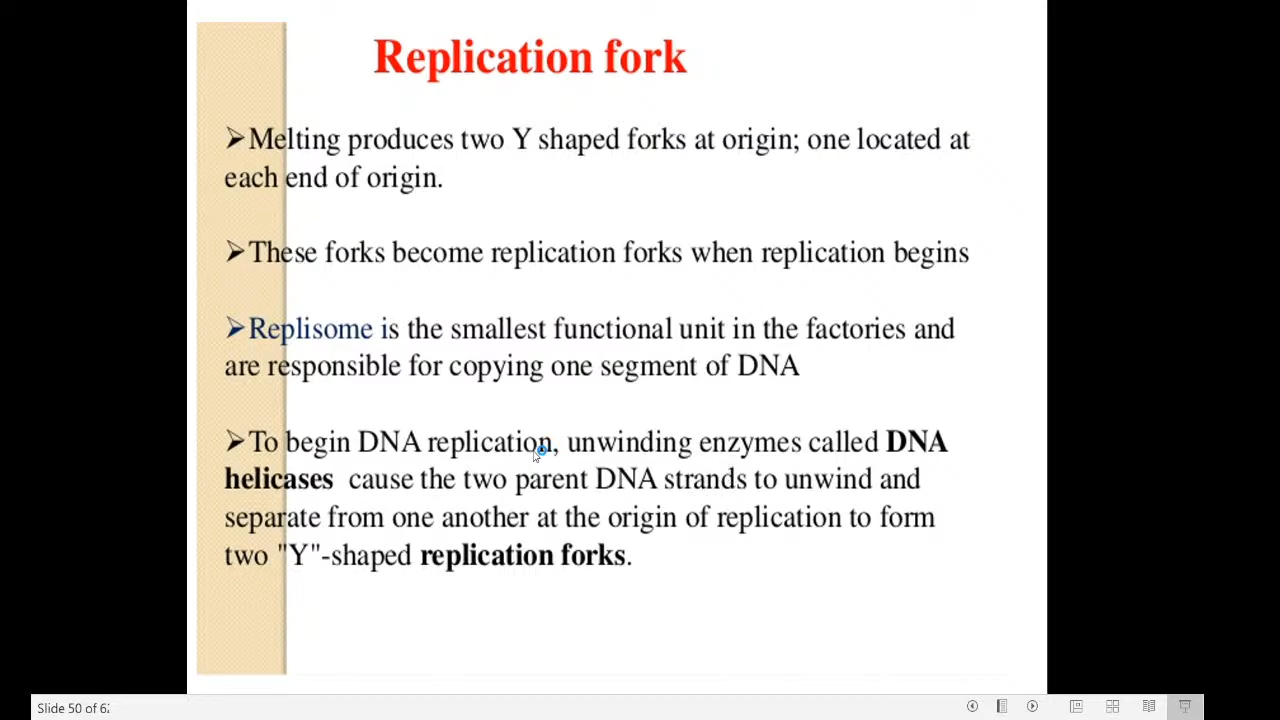 Replication fork
➢Melting produces two Y shaped forks at origin; one located at
each end of origin.
➢These forks become replication forks when replication begins
➢Replisome is the smallest functional unit in the factories and
are responsible for copying one segment of DNA
➢To begin DNA replication, unwinding enzymes called DNA
helicases cause the two parent DNA strands to unwind and
separate from one another at the origin of replication to form
two "Y"-shaped replication forks.
Slide 50 of